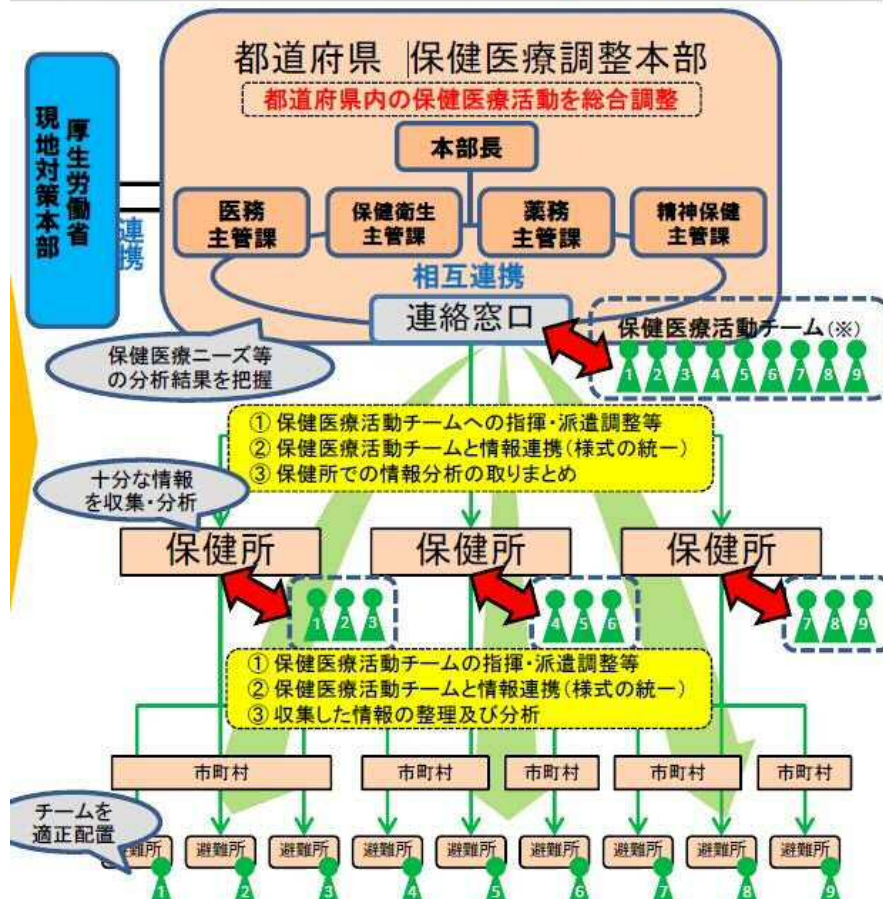 都道府県 保健医療調整本部
都道府県内の保健医療活動を総合調整
厚生労働省
現地対策本部
連携
本部長
医務
主管課
保健衛生
主管課
薬務
主管課
精神保健
主管課
相互連携
連絡窓口
保健医療活動チーム(※)
1 2 3 4 5 6 7 8 9
保健医療ニーズ等
の分析結果を把握
① 保健医療活動チームへの指揮・派遣調整等
② 保健医療活動チームと情報連携(様式の統一)
③ 保健所での情報分析の取りまとめ
十分な情報
を収集・分析
保健所
保健所
保健所
1 2 3
4 5 6
7 8 9
① 保健医療活動チームの指揮・派遣調整等
② 保健医療活動チームと情報連携(様式の統一)
③ 収集した情報の整理及び分析
市町村
市町村
市町村
市町村
市町村
チームを
適正配置
避難所
避難所
避難所
避難所
避難所
避難所
避難所
避難所
避難所
1 2 3 4 5 6 7 8 9